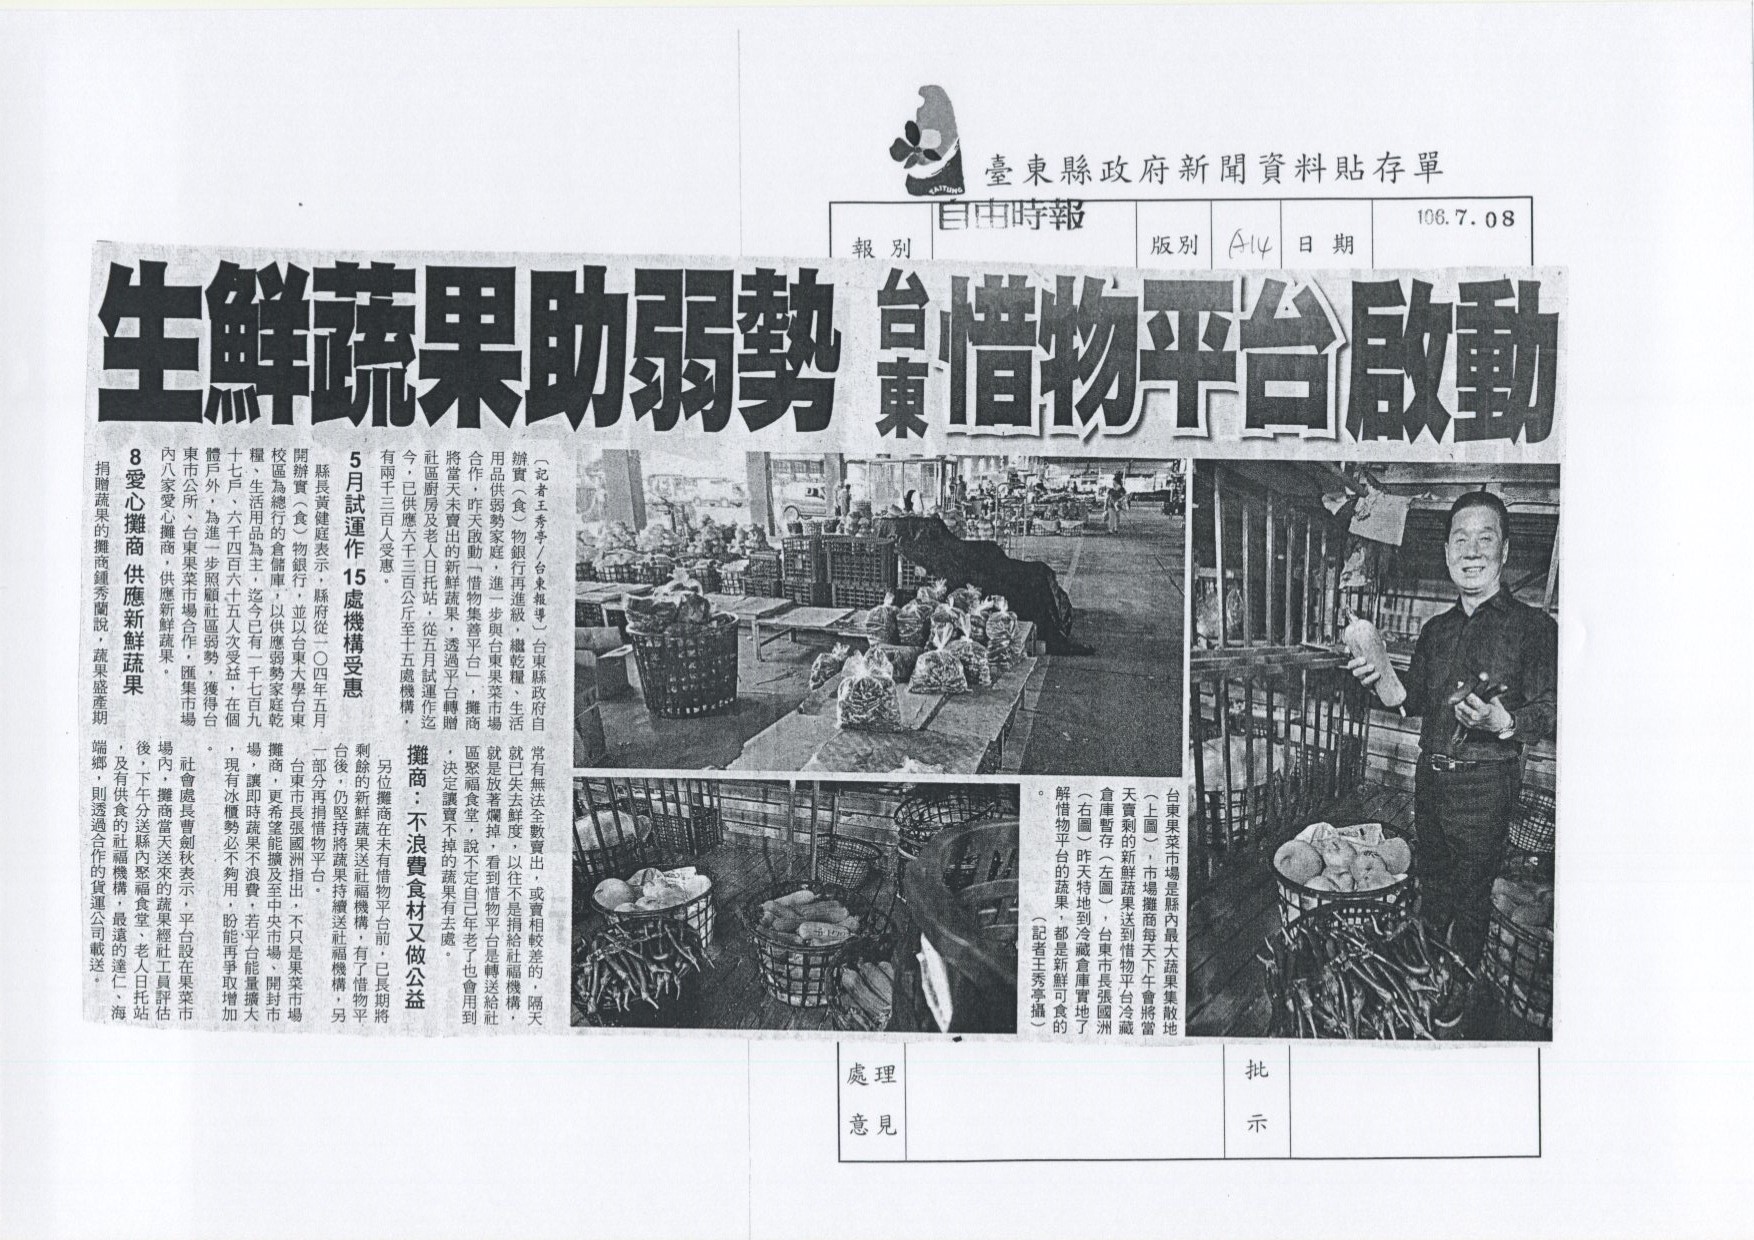 TAITUNG
臺東縣政府新聞資料貼存單
報別
自由時報
版別
A14
日期
106.7.08
生鮮蔬果助弱勢 台東惜物平台啟動
〔記者王秀亭/台東報導〕台東縣政府自
辦實(食)物銀行再進級,繼乾糧、生活
用品供弱勢家庭,進一步與台東果菜市場
合作,昨天啟動「惜物集善平台」,攤商
將當天未賣出的新鮮蔬果,透過平台轉贈
社區廚房及老人日托站,從五月試運作迄
今,已供應六千三百公斤至十五處機構,
有兩千三百人受惠。
5月試運作 15處機構受惠
縣長黃健庭表示,縣府從一〇四年五月
開辦實(食)物銀行,並以台東大學台東
校區為總行的倉儲庫,以供應弱勢家庭乾
糧、生活用品為主,迄今已有一千七百九
十七戶、六千四百六十五人次受益,在個
體戶外,為進一步照顧社區弱勢,獲得台
東市公所、台東果菜市場合作,匯集市場
內八家愛心攤商,供應新鮮蔬果。
8愛心攤商 供應新鮮蔬果
捐贈蔬果的攤商鍾秀蘭說,蔬果盛產期
常有無法全數賣出,或賣相較差的,隔天
就已失去鮮度,以往不是捐給社福機構,
就是放著爛掉,看到惜物平台是轉送給社
區聚福食堂,說不定自己年老了也會用到
,決定讓賣不掉的蔬果有去處。
攤商:不浪費食材又做公益
另位攤商在未有惜物平台前,已長期將
剩餘的新鮮蔬果送社福機構,有了惜物平
台後,仍堅持將蔬果持續送社福機構,另
一部分再捐惜物平台。
台東市長張國洲指出,不只是果菜市場
攤商,更希望能擴及至中央市場、開封市
場,讓即時蔬果不浪費,若平台能量擴大
,現有冰櫃勢必不夠用,盼能再爭取增加
。
社會處長曹劍秋表示,平台設在果菜市
場內,攤商當天送來的蔬果經社工員評估
後,下午分送縣內聚福食堂、老人日托站
,及有供食的社福機構,最遠的達仁、海
端鄉,則透過合作的貨運公司載送。
台東果菜市場是縣內最大蔬果集散地
(上圖),市場攤商每天下午會將當
天賣剩的新鮮蔬果送到惜物平台冷藏
倉庫暫存(左圖),台東市長張國洲
(右圖)昨天特地到冷藏倉庫實地了
解惜物平台的蔬果,都是新鮮可食的
。
(記者王秀亭攝)
處理
意見
批
示